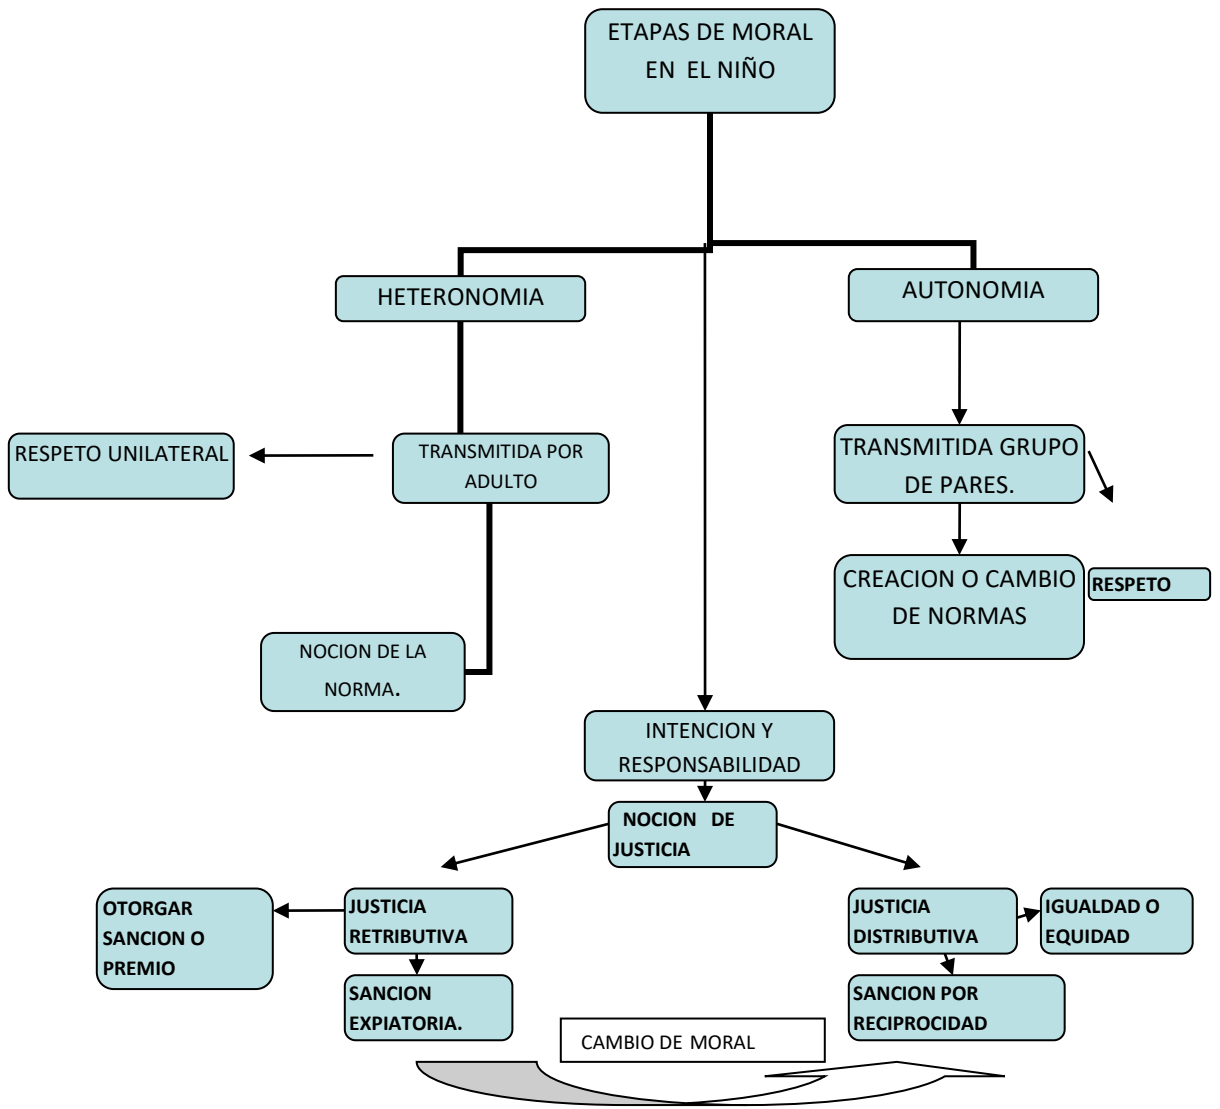 ETAPAS DE MORAL
EN EL NIÑO
HETERONOMIA
AUTONOMIA
RESPETO UNILATERAL
TRANSMITIDA POR
ADULTO
TRANSMITIDA GRUPO
DE PARES.
CREACION O CAMBIO
DE NORMAS
RESPETO
NOCION DE LA
NORMA.
INTENCION Y
RESPONSABILIDAD
NOCION DE
JUSTICIA
OTORGAR
SANCION O
PREMIO
JUSTICIA
RETRIBUTIVA
JUSTICIA
DISTRIBUTIVA
IGUALDAD O
EQUIDAD
SANCION
EXPIATORIA.
SANCION POR
RECIPROCIDAD
CAMBIO DE MORAL